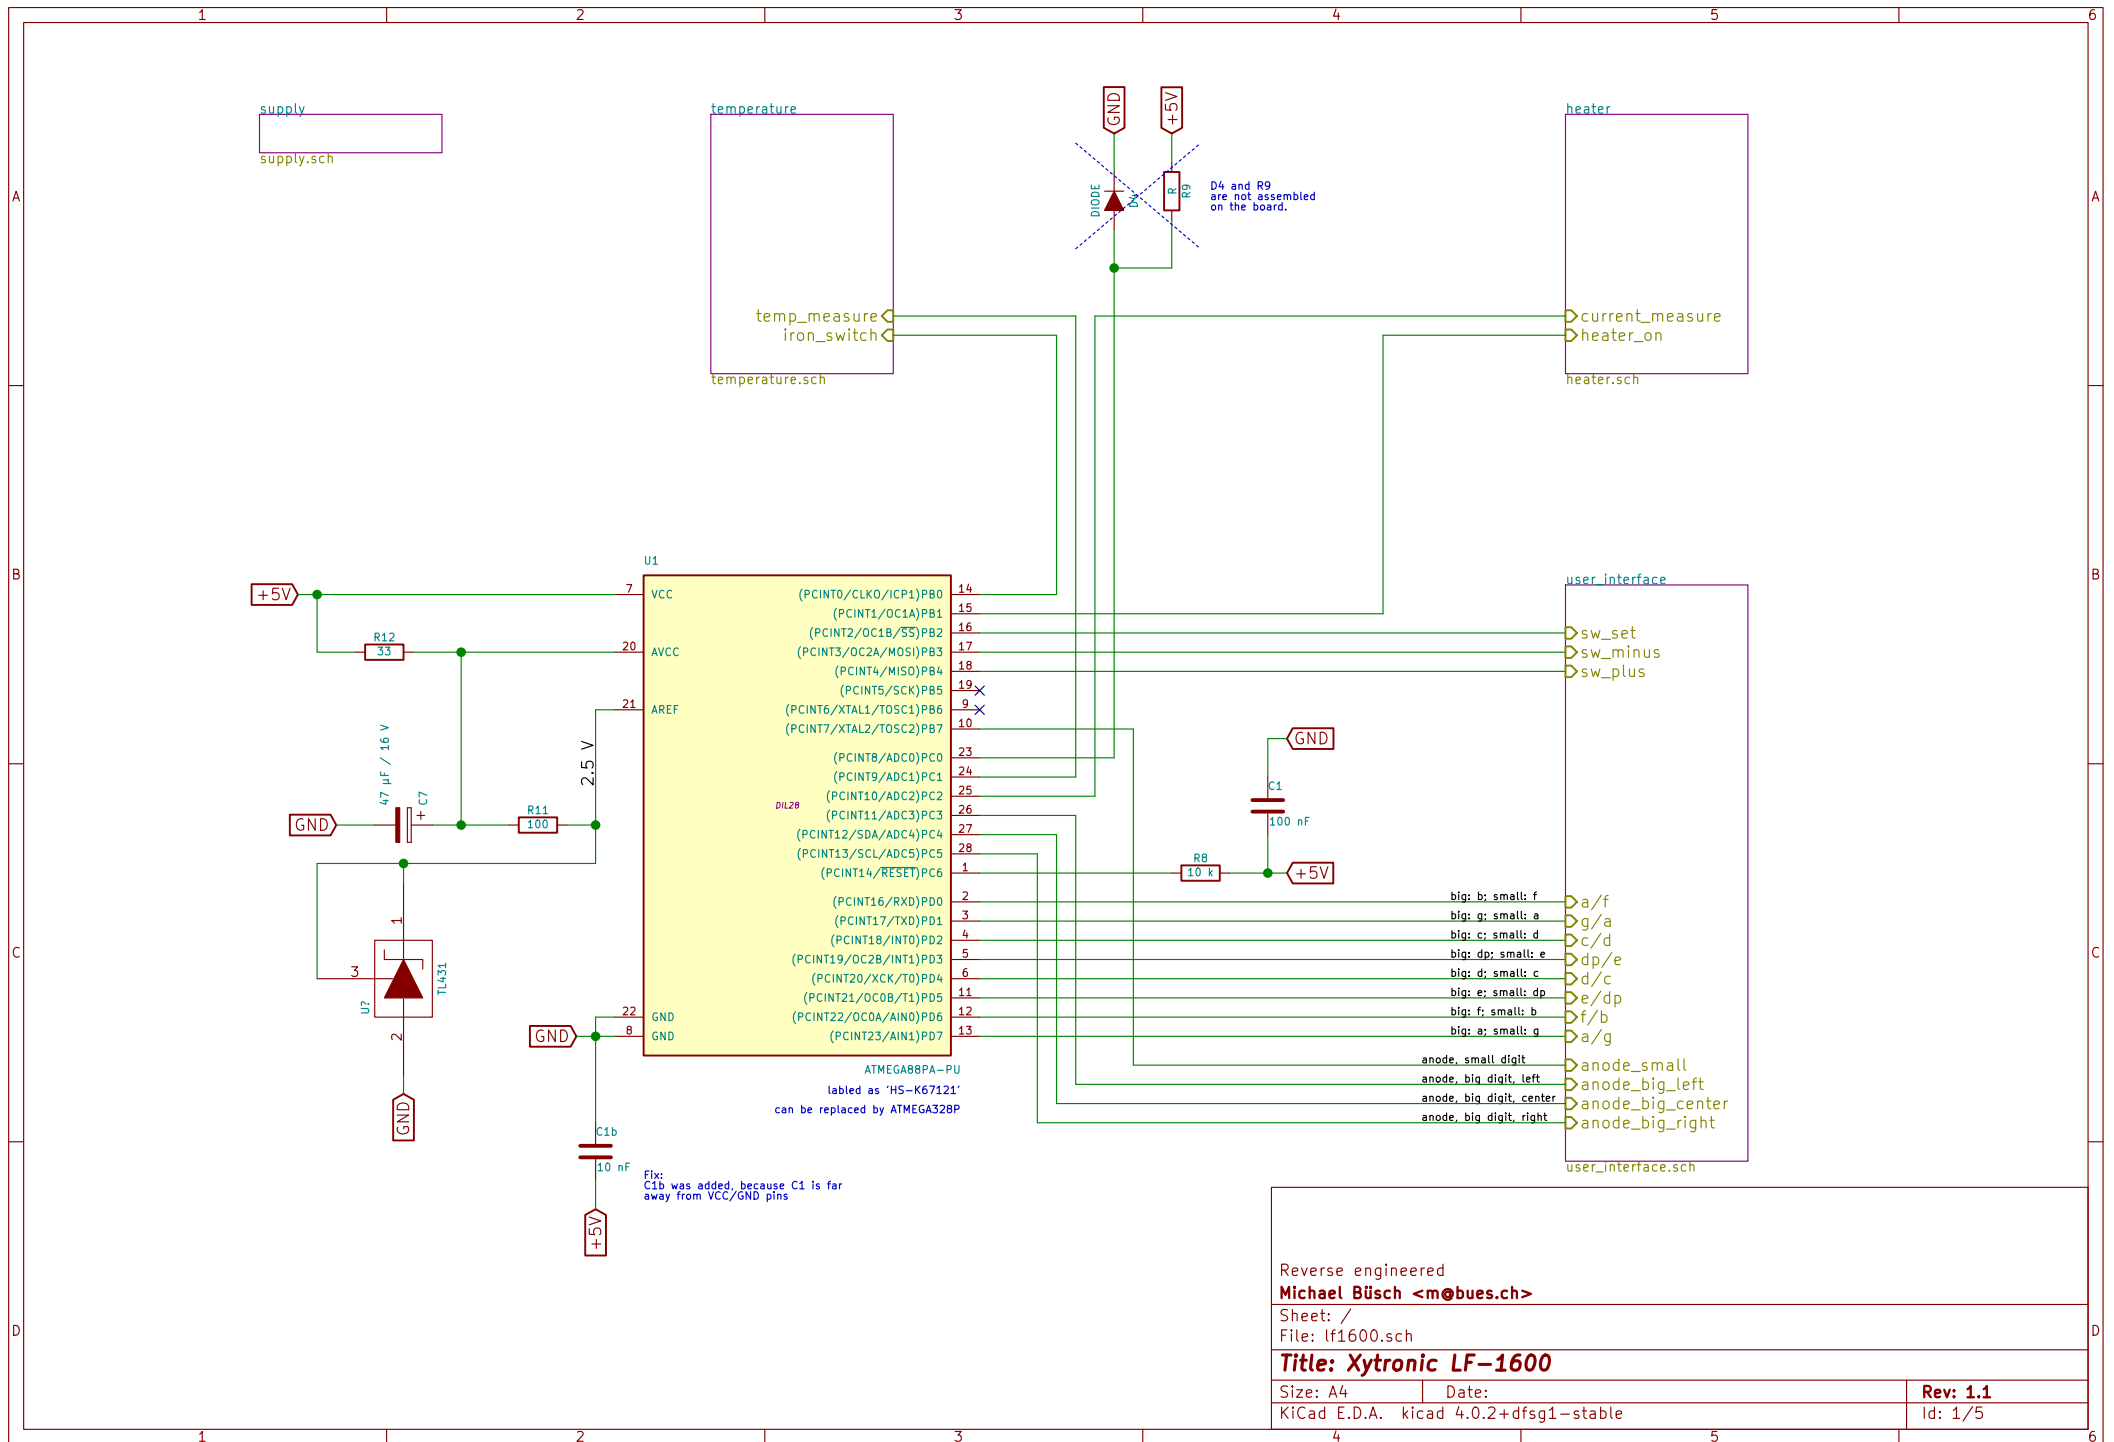 1 2 3 4 5 6
A A
B B
C C
D D
supply
supply.sch
temperature
temp_measure
iron_switch
temperature.sch
GND
+5V
DIODE
D4
R
R9
D4 and R9
are not assembled
on the board.
heater
current_measure
heater_on
heater.sch
U1
+5V
R12
33
47 µF / 16 V
C7
+
GND
R11
100
2.5 V
1
3
2
U?
TL431
GND
7 VCC
20 AVCC
21 AREF
22 GND
8 GND
GND
DIL28
(PCINT0/CLKO/ICP1)PB0 14
(PCINT1/OC1A)PB1 15
(PCINT2/OC1B/SS)PB2 16
(PCINT3/OC2A/MOSI)PB3 17
(PCINT4/MISO)PB4 18
(PCINT5/SCK)PB5 19
(PCINT6/XTAL1/TOSC1)PB6 9
(PCINT7/XTAL2/TOSC2)PB7 10
(PCINT8/ADC0)PC0 23
(PCINT9/ADC1)PC1 24
(PCINT10/ADC2)PC2 25
(PCINT11/ADC3)PC3 26
(PCINT12/SDA/ADC4)PC4 27
(PCINT13/SCL/ADC5)PC5 28
(PCINT14/RESET)PC6 1
(PCINT16/RXD)PD0 2
(PCINT17/TXD)PD1 3
(PCINT18/INT0)PD2 4
(PCINT19/OC2B/INT1)PD3 5
(PCINT20/XCK/T0)PD4 6
(PCINT21/OC0B/T1)PD5 11
(PCINT22/OC0A/AIN0)PD6 12
(PCINT23/AIN1)PD7 13
ATMEGA88PA-PU
labled as 'HS-K67121'
can be replaced by ATMEGA328P
C1b
10 nF
Fix:
C1b was added, because C1 is far
away from VCC/GND pins
+5V
GND
C1
100 nF
R8
10 k
+5V
user_interface
sw_set
sw_minus
sw_plus
big: b; small: f a/f
big: g; small: a g/a
big: c; small: d c/d
big: dp; small: e dp/e
big: d; small: c d/c
big: e; small: dp e/dp
big: f; small: b f/b
big: a; small: g a/g
anode, small digit anode_small
anode, big digit, left anode_big_left
anode, big digit, center anode_big_center
anode, big digit, right anode_big_right
user_interface.sch
Reverse engineered
Michael Büsch <m@bues.ch>
Sheet: /
File: lf1600.sch
Title: Xytronic LF-1600
Size: A4 Date: Rev: 1.1
KiCad E.D.A. kicad 4.0.2+dfsg1-stable Id: 1/5
1 2 3 4 5 6